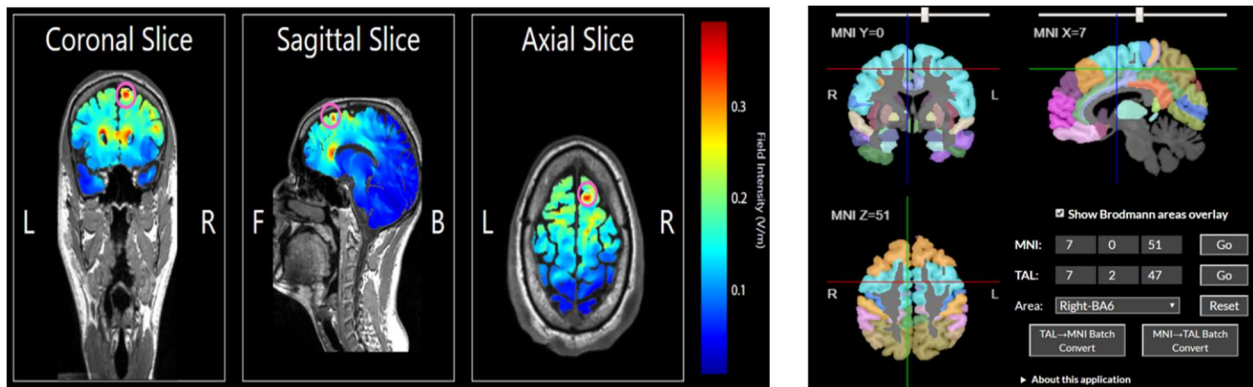 Coronal Slice
L
R
Sagittal Slice
F
B
Axial Slice
L
R
0.3
0.2
0.1
Field Intensity (V/m)
MNI Y=0
R
L
MNI X=7
MNI Z=51
R
L
Show Brodmann areas overlay
MNI: 7 0 51 Go
TAL: 7 2 47 Go
Area: Right-BA6 Reset
TAL→MNI Batch
Convert
MNI→TAL Batch
Convert
► About this application